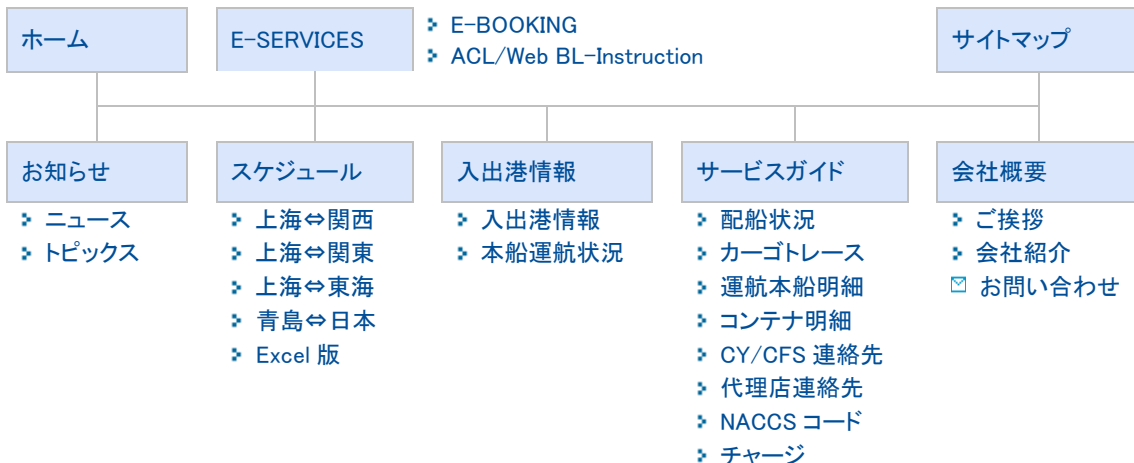 ホーム
E-SERVICES
E-BOOKING
ACL/Web BL-Instruction
サイトマップ
お知らせ
ニュース
トピックス
スケジュール
上海⇔関西
上海⇔関東
上海⇔東海
青島⇔日本
Excel 版
入出港情報
入出港情報
本船運航状況
サービスガイド
配船状況
カーゴトレース
運航本船明細
コンテナ明細
CY/CFS 連絡先
代理店連絡先
NACCS コード
チャージ
会社概要
ご挨拶
会社紹介
お問い合わせ